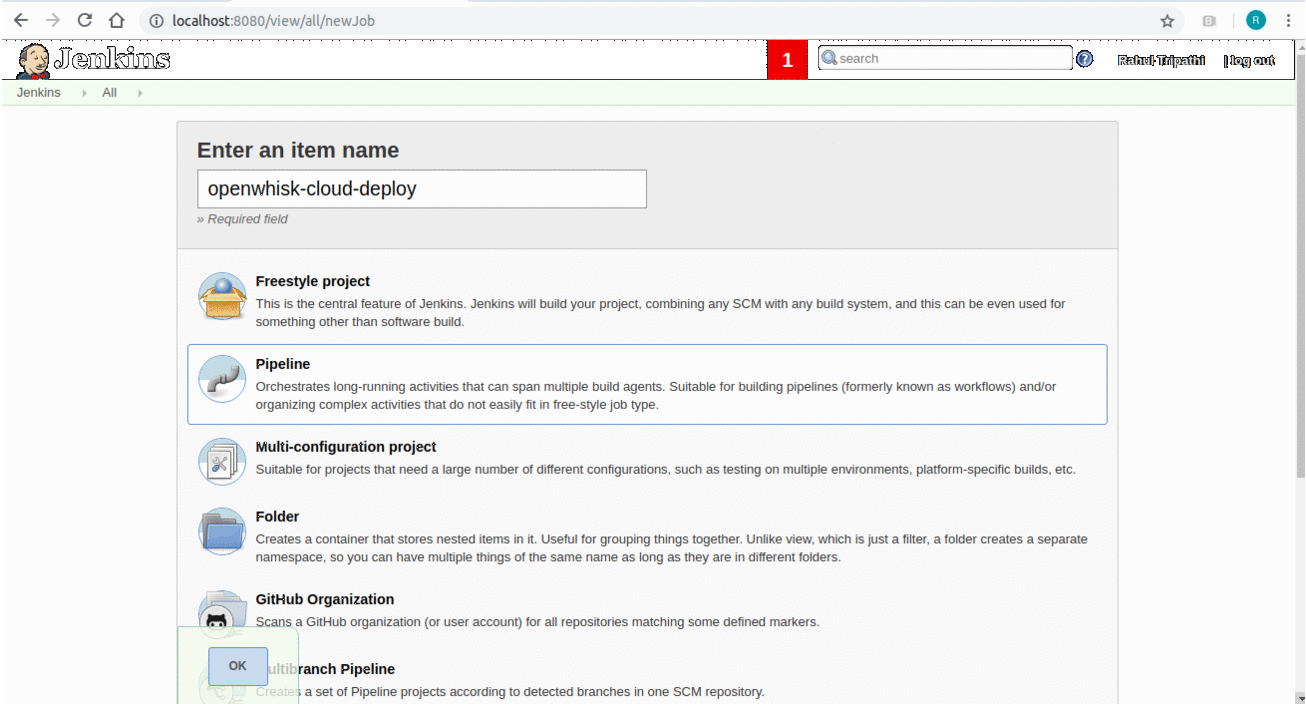 localhost:8080/view/all/newJob
R
Jenkins
1
search
?
Rahul Tripathi
| log out
Jenkins
All
Enter an item name
openwhisk-cloud-deploy
» Required field
Freestyle project
This is the central feature of Jenkins. Jenkins will build your project, combining any SCM with any build system, and this can be even used for
something other than software build.
Pipeline
Orchestrates long-running activities that can span multiple build agents. Suitable for building pipelines (formerly known as workflows) and/or
organizing complex activities that do not easily fit in free-style job type.
Multi-configuration project
Suitable for projects that need a large number of different configurations, such as testing on multiple environments, platform-specific builds, etc.
Folder
Creates a container that stores nested items in it. Useful for grouping things together. Unlike view, which is just a filter, a folder creates a separate
namespace, so you can have multiple things of the same name as long as they are in different folders.
GitHub Organization
Scans a GitHub organization (or user account) for all repositories matching some defined markers.
OK
Multibranch Pipeline
Creates a set of Pipeline projects according to detected branches in one SCM repository.